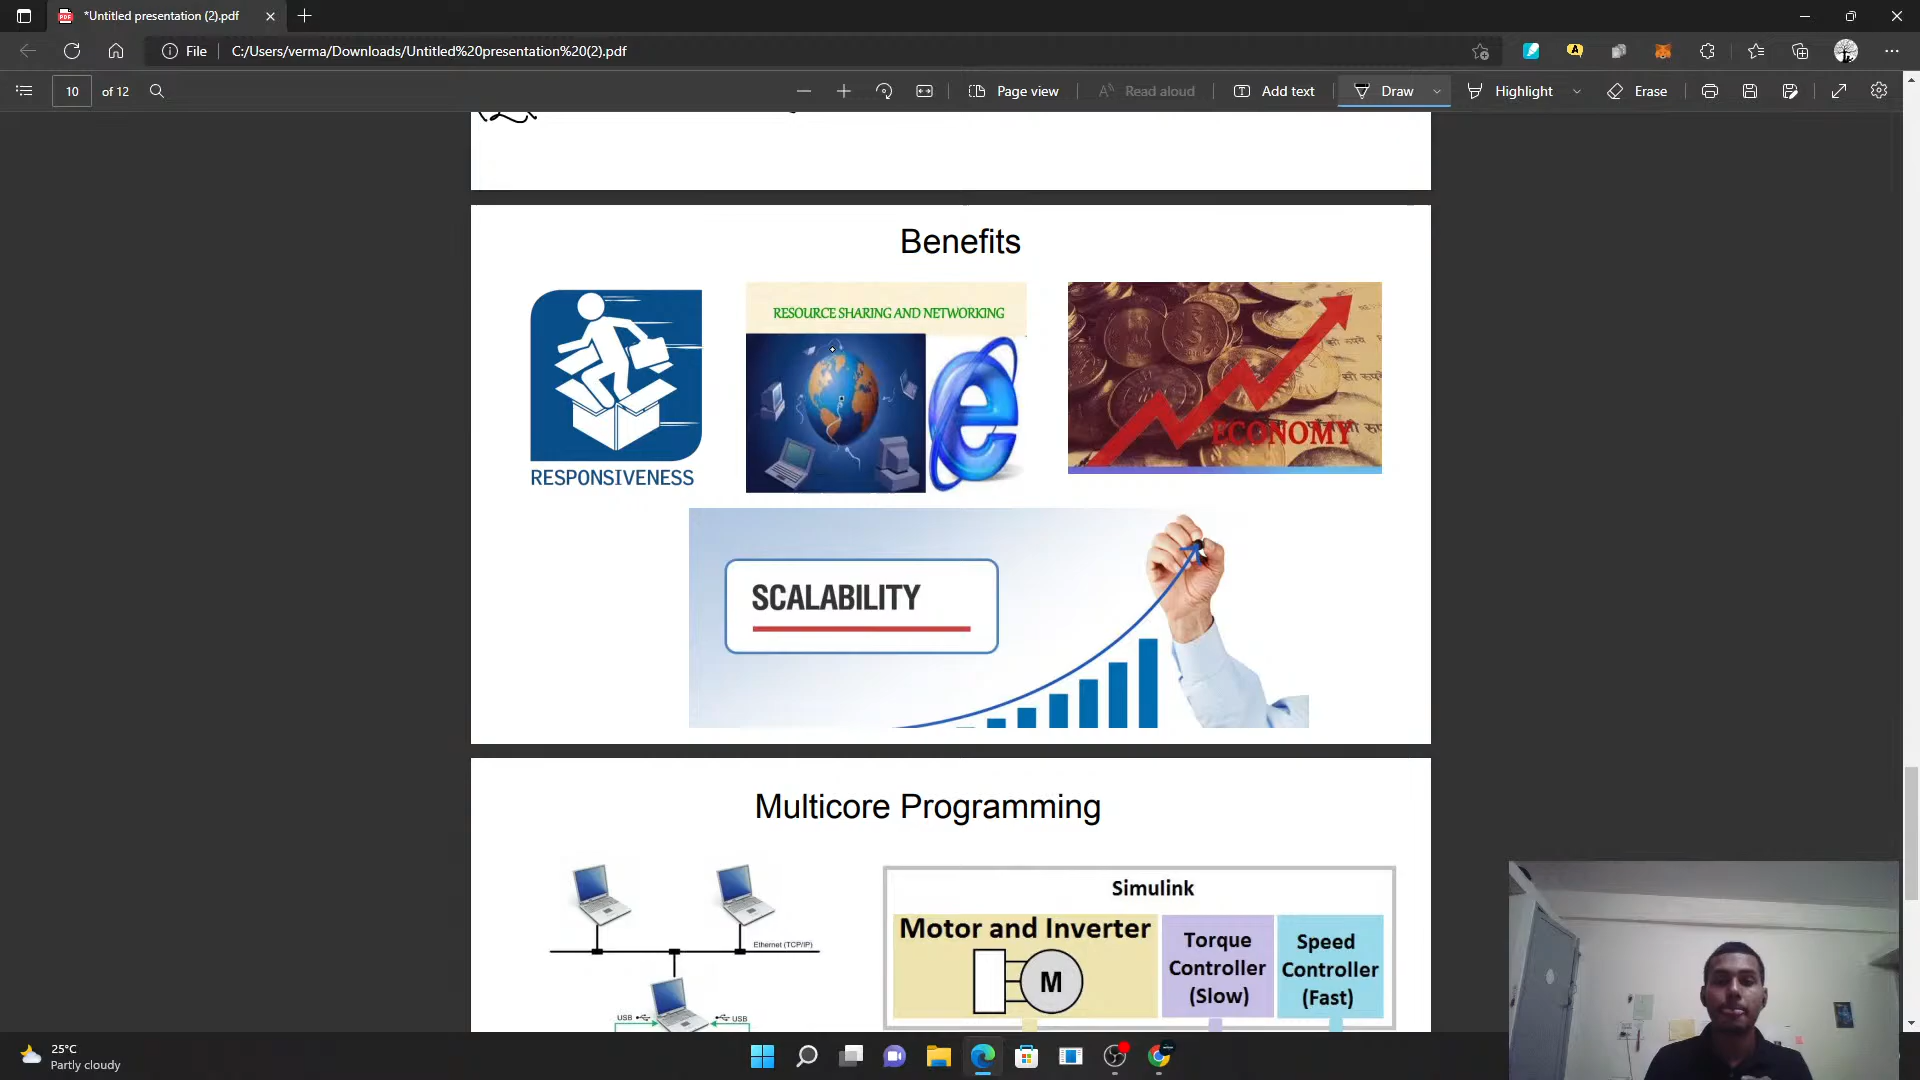 *Untitled presentation (2).pdf
File
C:/Users/verma/Downloads/Untitled%20presentation%20(2).pdf
10 of 12
Page view
Read aloud
Add text
Draw
Highlight
Erase
Benefits
RESPONSIVENESS
RESOURCE SHARING AND NETWORKING
ECONOMY
SCALABILITY
Multicore Programming
Ethernet (TCP/IP)
USB
USB
Simulink
Motor and Inverter
M
Torque
Controller
(Slow)
Speed
Controller
(Fast)
25°C
Partly cloudy